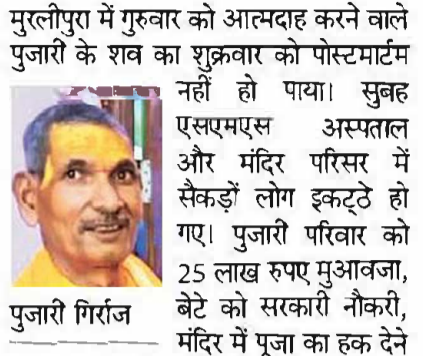 मुरलीपुरा में गुरुवार को आत्मदाह करने वाले
पुजारी के शव का शुक्रवार को पोस्टमार्टम
नहीं हो पाया। सुबह
एसएमएस अस्पताल
और मंदिर परिसर में
सैकड़ों लोग इकट्ठे हो
गए। पुजारी परिवार को
25 लाख रुपए मुआवजा,
बेटे को सरकारी नौकरी,
मंदिर में पूजा का हक देने
पुजारी गिर्राज